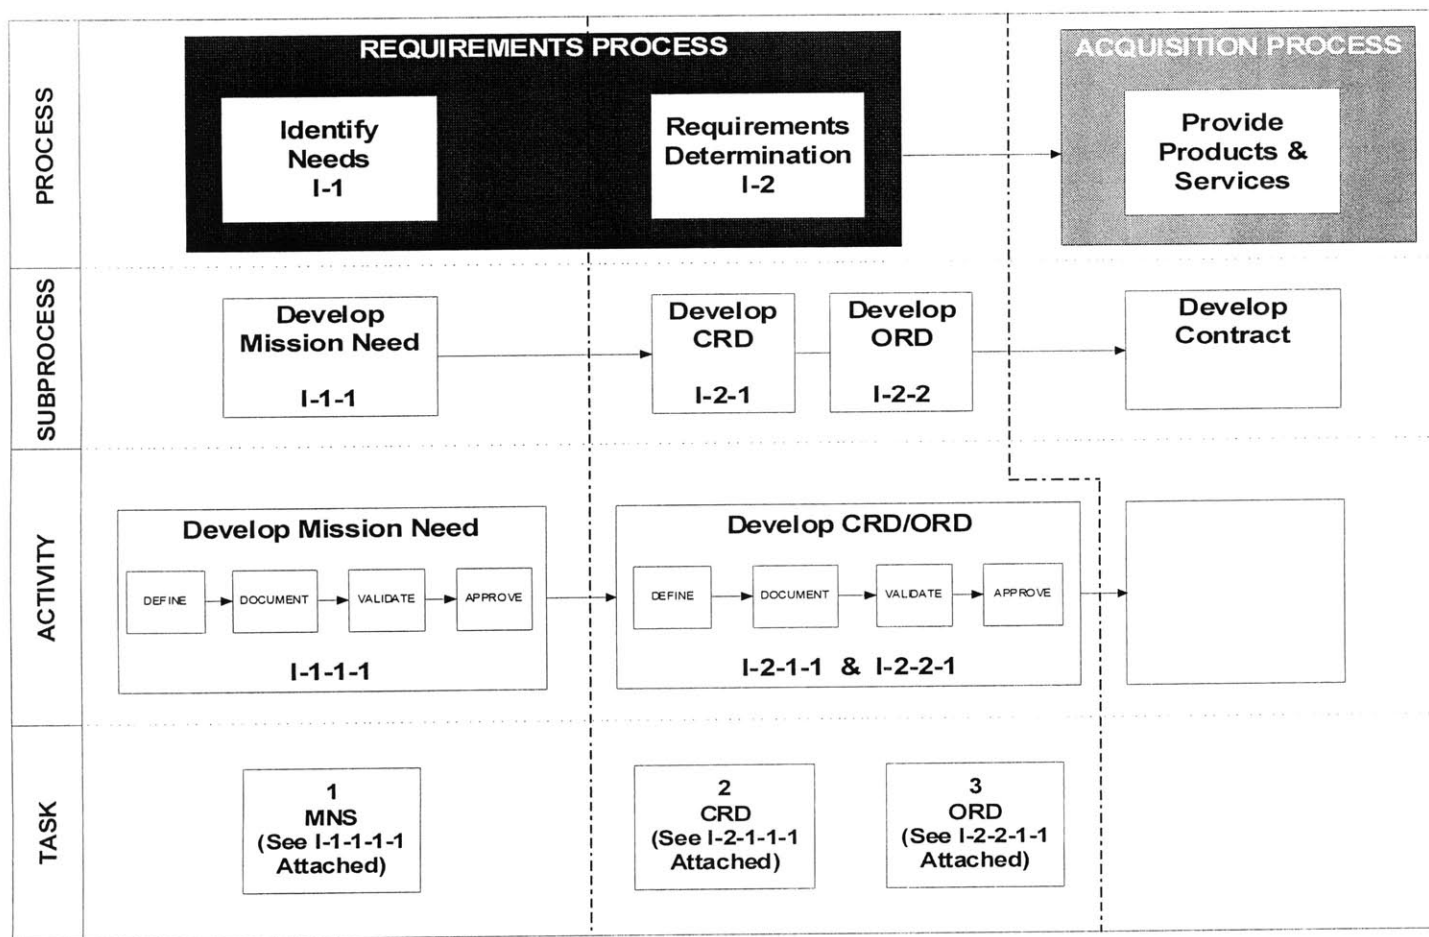 PROCESS
REQUIREMENTS PROCESS
Identify
Needs
I-1
Requirements
Determination
I-2
ACQUISITION PROCESS
Provide
Products &
Services
SUBPROCESS
Develop
Mission Need
I-1-1
Develop
CRD
I-2-1
Develop
ORD
I-2-2
Develop
Contract
ACTIVITY
Develop Mission Need
DEFINE
DOCUMENT
VALIDATE
APPROVE
I-1-1-1
Develop CRD/ORD
DEFINE
DOCUMENT
VALIDATE
APPROVE
I-2-1-1 & I-2-2-1
TASK
1
MNS
(See I-1-1-1-1
Attached)
2
CRD
(See I-2-1-1-1
Attached)
3
ORD
(See I-2-2-1-1
Attached)